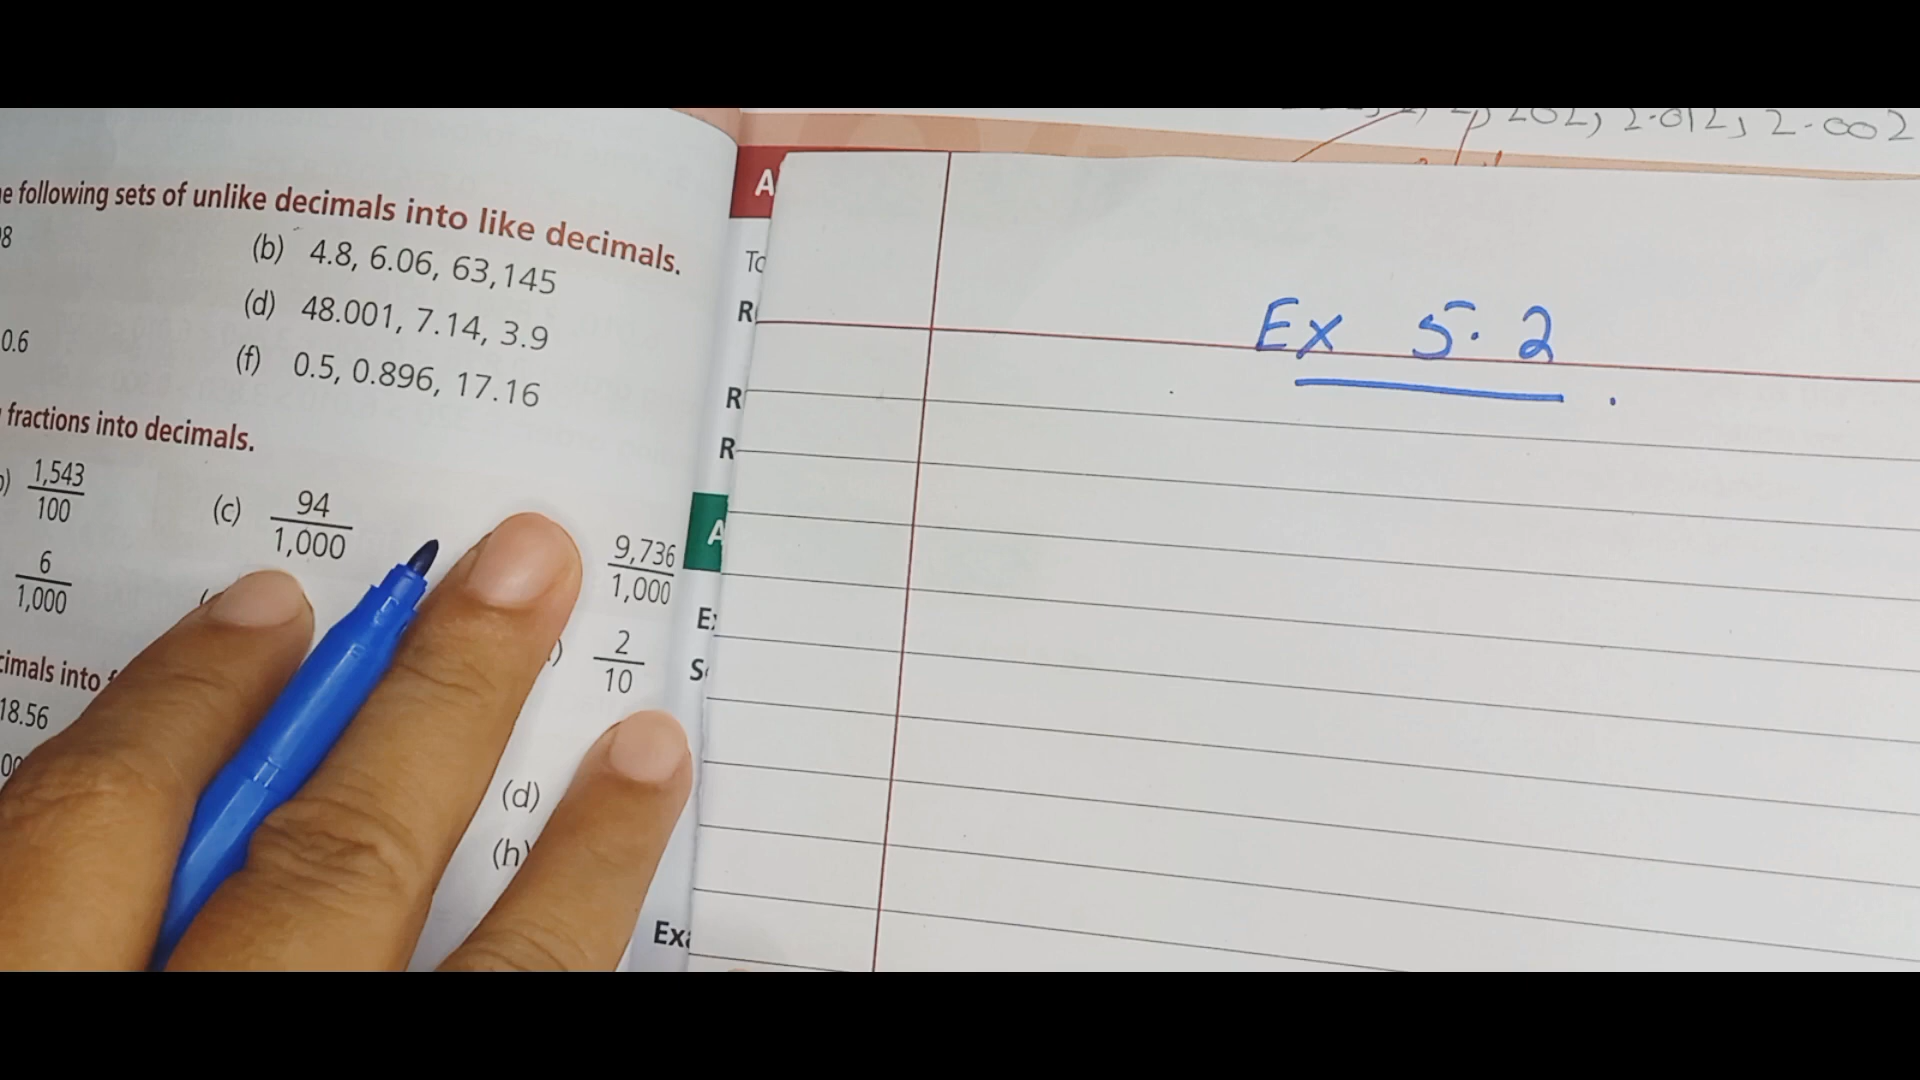 following sets of unlike decimals into like decimals.
8
(b) 4.8, 6.06, 63,145
(d) 48.001, 7.14, 3.9
0.6
(f) 0.5, 0.896, 17.16
fractions into decimals.
1,543
100
(c) 94
1,000
9,736
1,000
6
1,000
2
10
into
18.56
(d)
(h)
A
R
R
R
A
202, 2.012, 2.002
Ex 5.2